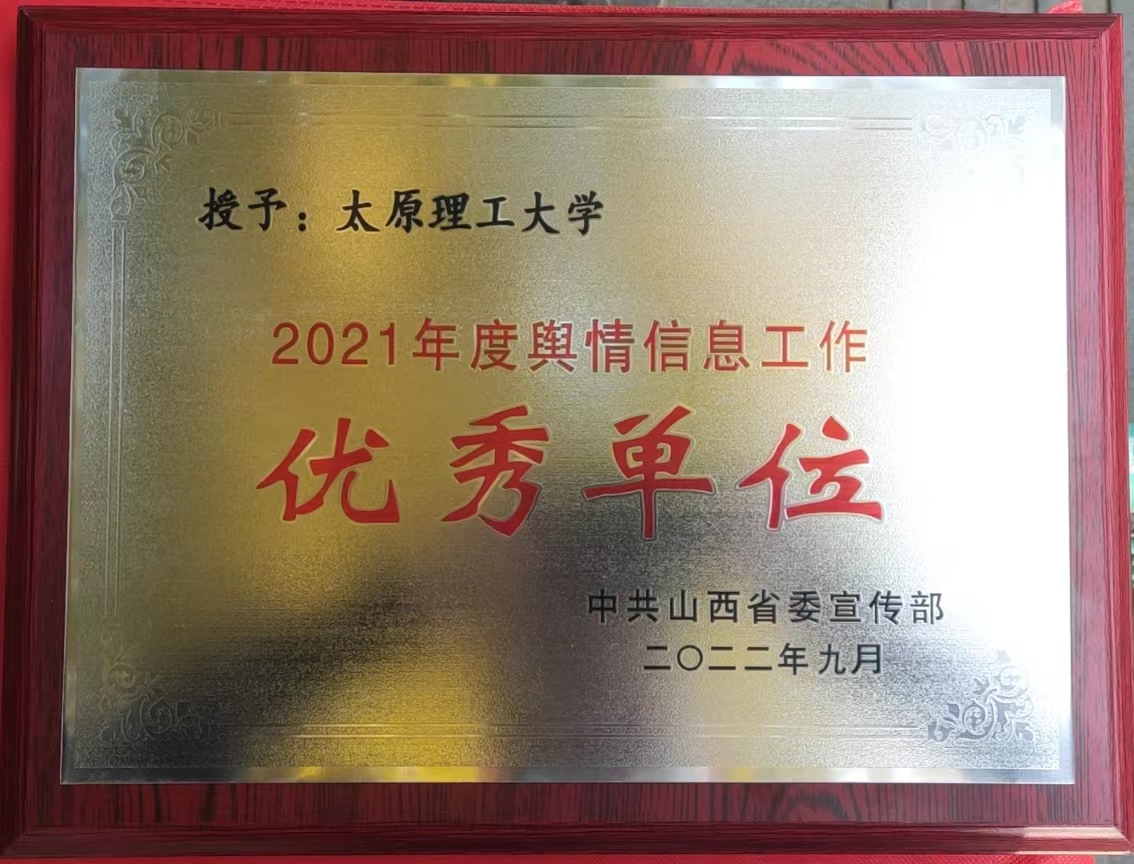 授予：太原理工大学
2021年度舆情信息工作
优秀单位
中共山西省委宣传部
二〇二二年九月